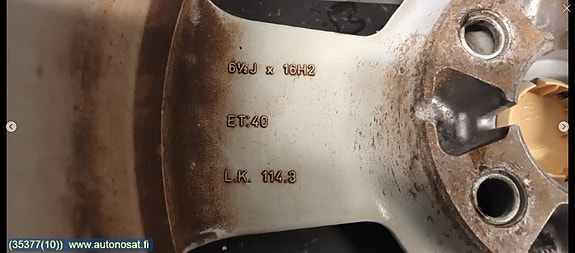 6½J x 16H2
ET.40
L.K. 114.3
(35377(10)) www.autonosat.fi